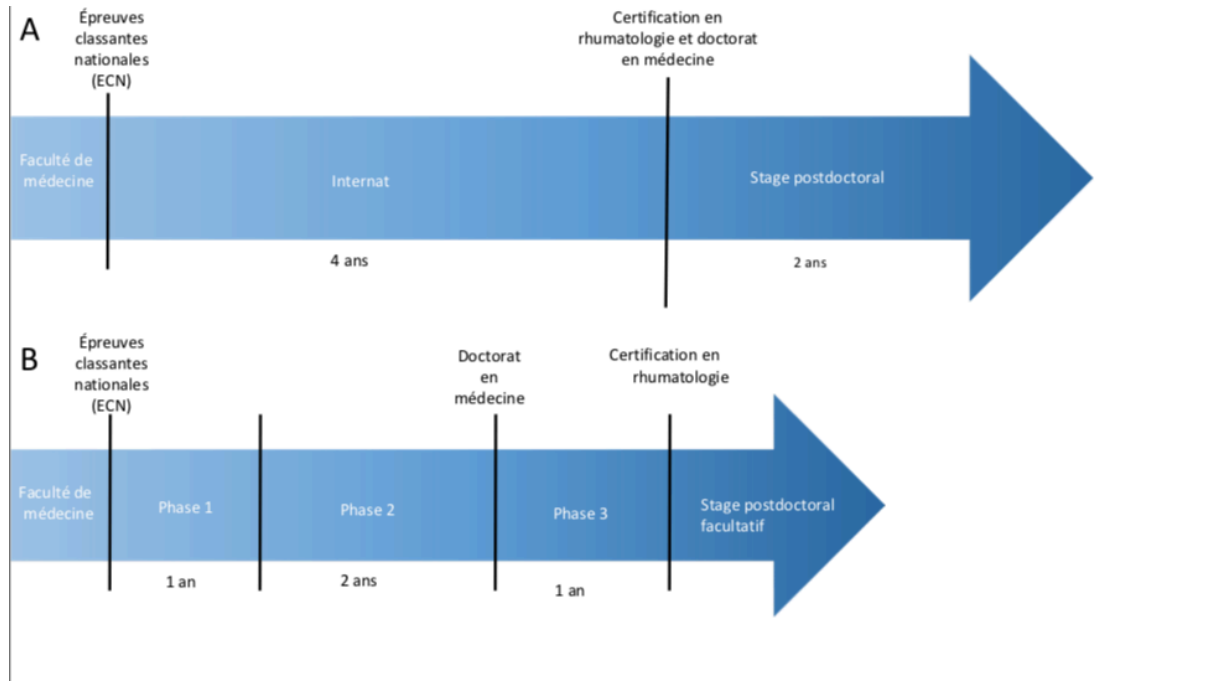 A
Épreuves
classantes
nationales
(ECN)
Certification en
rhumatologie et doctorat
en médecine
Faculté de
médecine
Internat
Stage postdoctoral
4 ans
2 ans
B
Épreuves
classantes
nationales
(ECN)
Doctorat
en
médecine
Certification en
rhumatologie
Faculté de
médecine
Phase 1
Phase 2
Phase 3
Stage postdoctoral
facultatif
1 an
2 ans
1 an